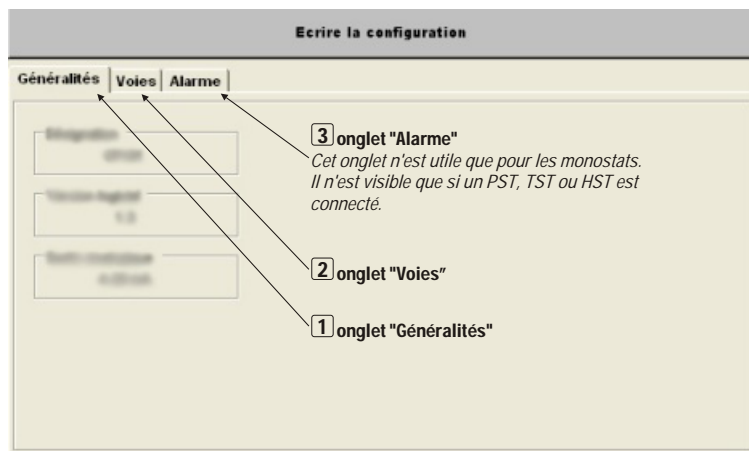 Ecrire la configuration
Généralités Voies Alarme
3 onglet "Alarme"
Cet onglet n'est utile que pour les monostats.
Il n'est visible que si un PST, TST ou HST est
connecté.
2 onglet "Voies"
1 onglet "Généralités"